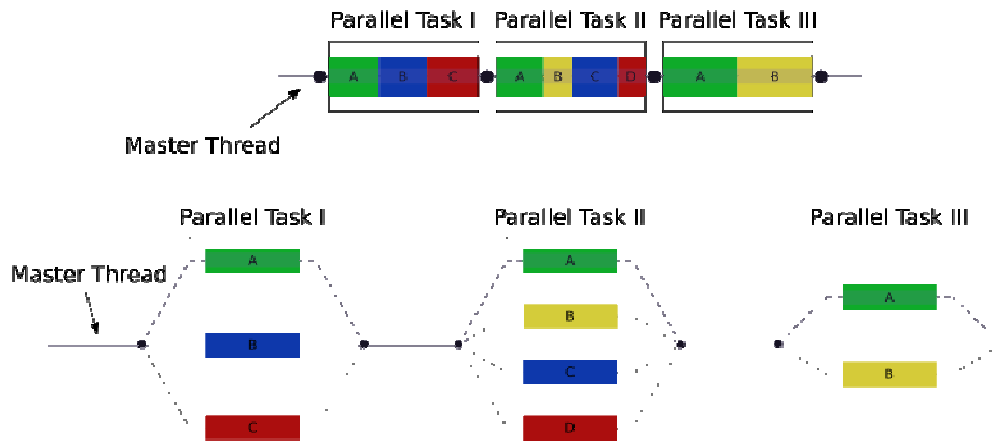 Parallel Task I Parallel Task II Parallel Task III
A B C A B C D A B
Master Thread
Parallel Task I Parallel Task II Parallel Task III
A A
Master Thread
A
B
B
C
B
C D